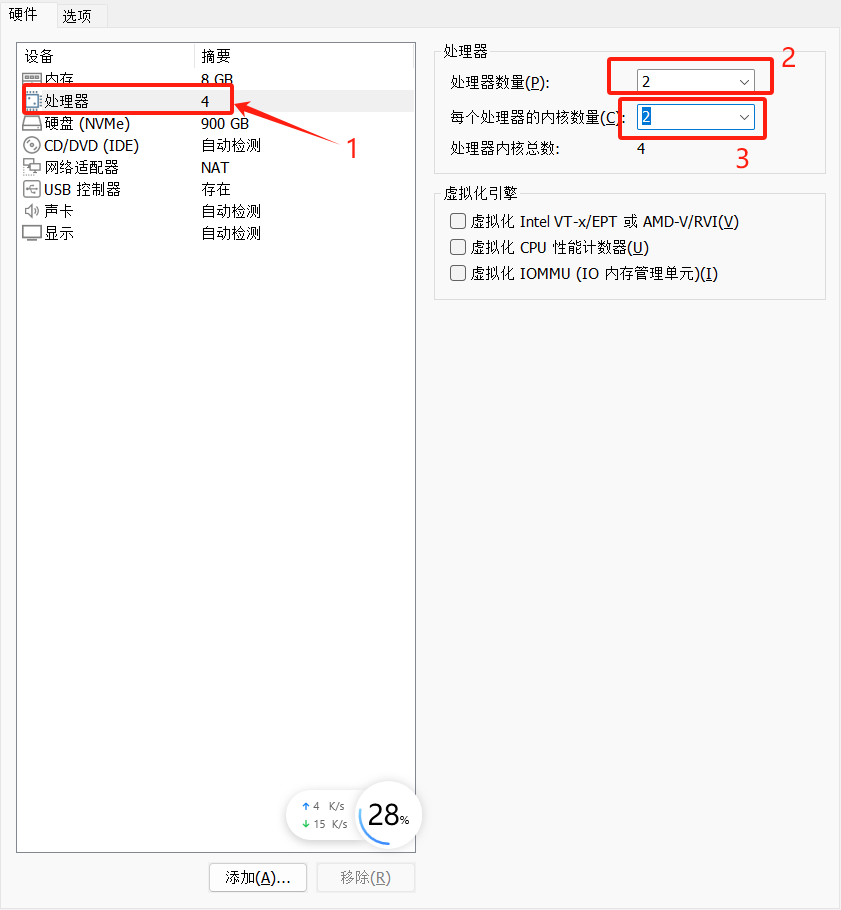 硬件 选项
设备 摘要
内存 8 GB
处理器 4
硬盘 (NVMe) 900 GB
CD/DVD (IDE) 自动检测
网络适配器 NAT
USB 控制器 存在
声卡 自动检测
显示 自动检测
1
处理器
2
处理器数量(P): 2
每个处理器的内核数量(C): 2
3
处理器内核总数: 4
虚拟化引擎
虚拟化 Intel VT-x/EPT 或 AMD-V/RVI(V)
虚拟化 CPU 性能计数器(U)
虚拟化 IOMMU (IO 内存管理单元)(I)
↑ 4 K/s
↓ 15 K/s
28%
添加(A)... 移除(R)